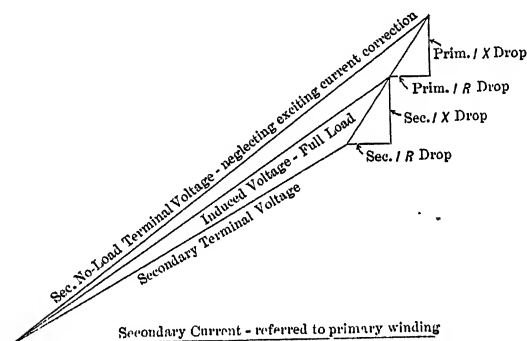 Sec. No-Load Terminal Voltage - neglecting exciting current correction
Prim. I X Drop
Prim. I R Drop
Induced Voltage - Full Load
Sec. I X Drop
Sec. I R Drop
Secondary Terminal Voltage
Secondary Current - referred to primary winding